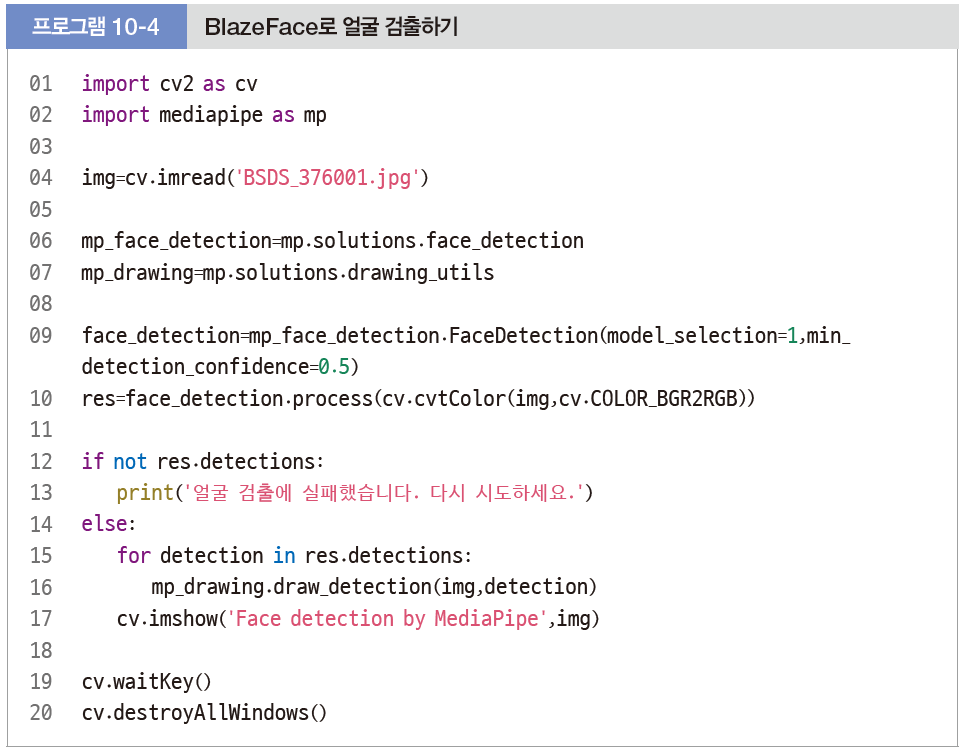 프로그램 10-4 BlazeFace로 얼굴 검출하기
01 import cv2 as cv
02 import mediapipe as mp
03
04 img=cv.imread('BSDS_376001.jpg')
05
06 mp_face_detection=mp.solutions.face_detection
07 mp_drawing=mp.solutions.drawing_utils
08
09 face_detection=mp_face_detection.FaceDetection(model_selection=1,min_
detection_confidence=0.5)
10 res=face_detection.process(cv.cvtColor(img,cv.COLOR_BGR2RGB))
11
12 if not res.detections:
13     print('얼굴 검출에 실패했습니다. 다시 시도하세요.')
14 else:
15     for detection in res.detections:
16         mp_drawing.draw_detection(img,detection)
17     cv.imshow('Face detection by MediaPipe',img)
18
19 cv.waitKey()
20 cv.destroyAllWindows()